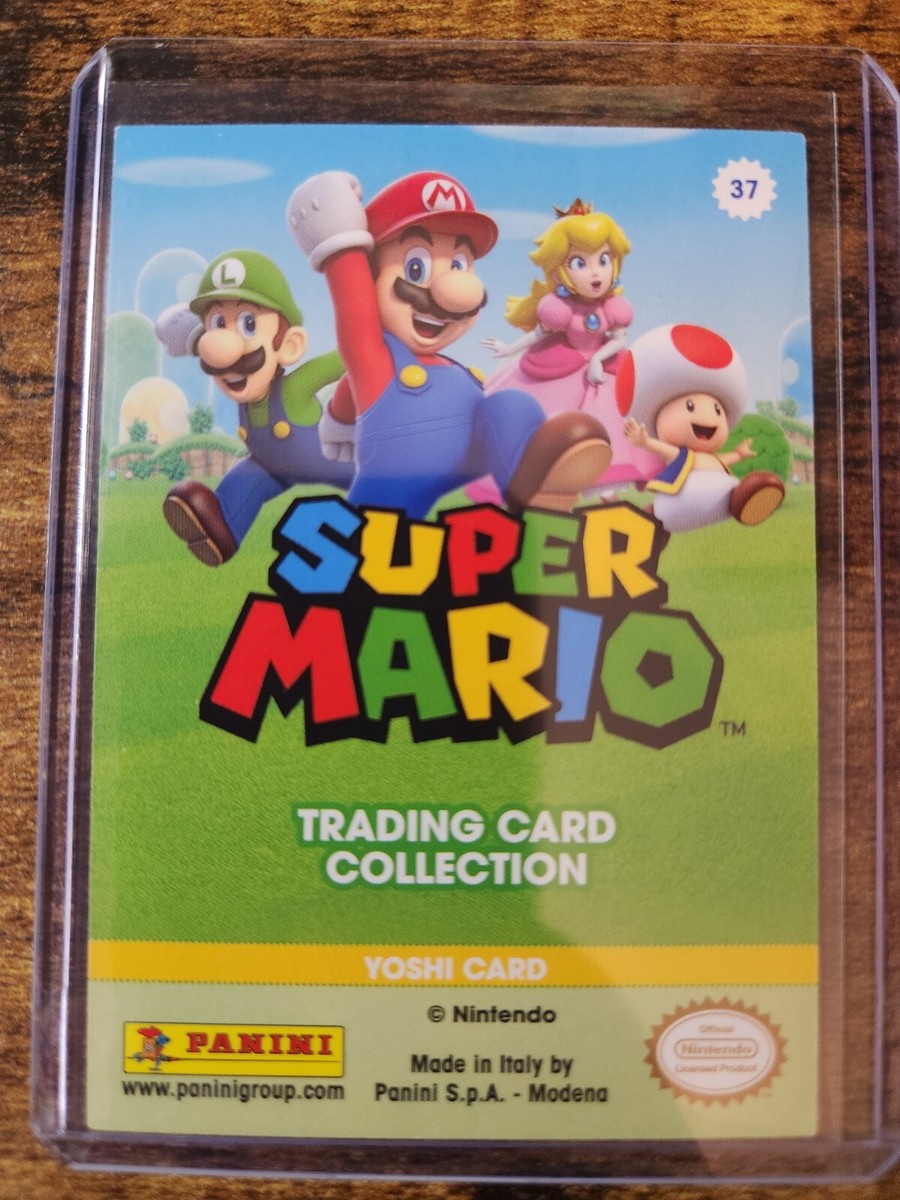 37
L
M
SUPER
MARIO
TM
TRADING CARD
COLLECTION
YOSHI CARD
© Nintendo
PANINI
www.paninigroup.com
Made in Italy by
Panini S.p.A. - Modena
Official
Nintendo
Licensed Product